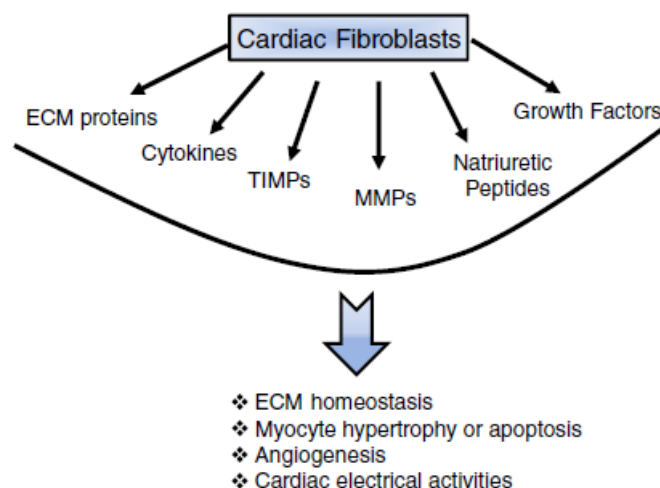 Cardiac Fibroblasts
ECM proteins
Cytokines
TIMPs
MMPs
Natriuretic
Peptides
Growth Factors
❖ ECM homeostasis
❖ Myocyte hypertrophy or apoptosis
❖ Angiogenesis
❖ Cardiac electrical activities